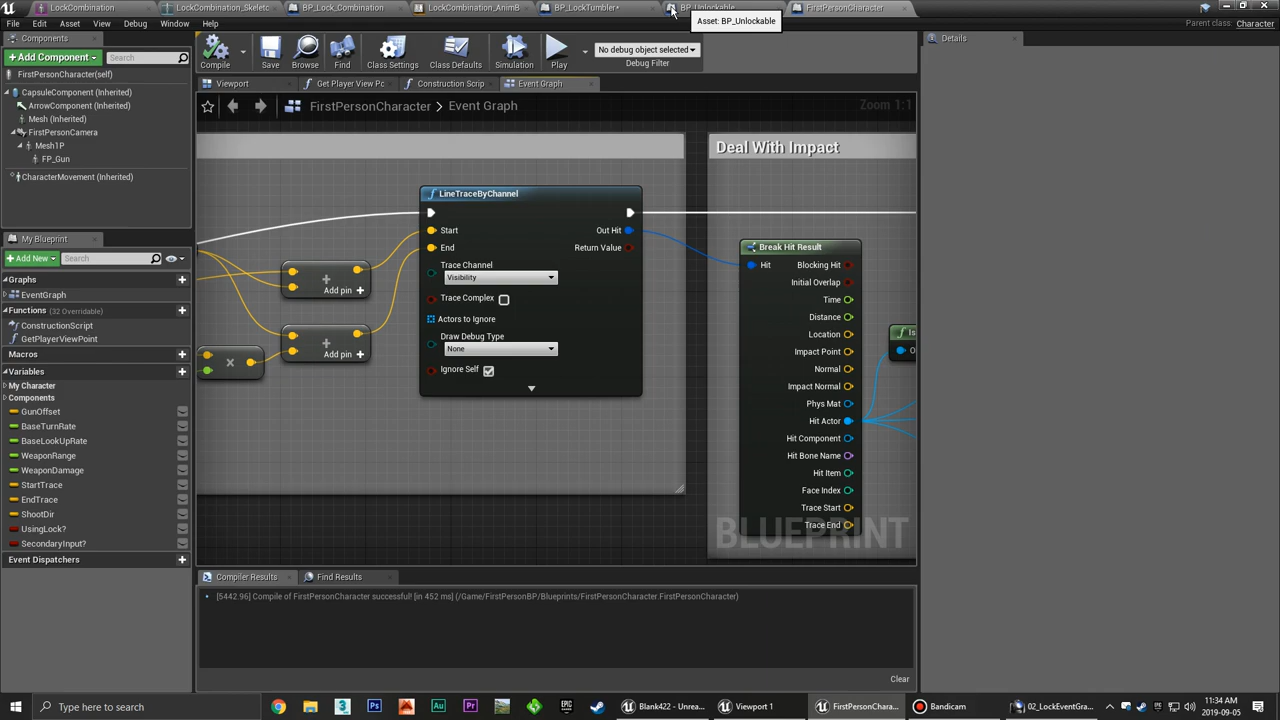 LockCombination
LockCombination_Skeletc
BP_Lock_Combination
LockCombination_AnimB
BP_LockTumbler*
BP_Unlockable
FirstPersonCharacter
File
Edit
Asset
View
Debug
Window
Help
Asset: BP_Unlockable
Parent class: Character
Components
+ Add Component
Search
FirstPersonCharacter(self)
CapsuleComponent (Inherited)
ArrowComponent (Inherited)
Mesh (Inherited)
FirstPersonCamera
Mesh1P
FP_Gun
CharacterMovement (Inherited)
My Blueprint
+ Add New
Search
Graphs
EventGraph
Functions (32 Overridable)
ConstructionScript
GetPlayerViewPoint
Macros
Variables
My Character
Components
GunOffset
BaseTurnRate
BaseLookUpRate
WeaponRange
WeaponDamage
StartTrace
EndTrace
ShootDir
UsingLock?
SecondaryInput?
Event Dispatchers
Compile
Save
Browse
Find
Class Settings
Class Defaults
Simulation
Play
No debug object selected
Debug Filter
Viewport
Get Player View Pc
Construction Scrip
Event Graph
FirstPersonCharacter > Event Graph
Zoom 1:1
Add pin
Add pin
LineTraceByChannel
Start
End
Out Hit
Return Value
Trace Channel
Visibility
Trace Complex
Actors to Ignore
Draw Debug Type
None
Ignore Self
Deal With Impact
Break Hit Result
Hit
Blocking Hit
Initial Overlap
Time
Distance
Location
Impact Point
Normal
Impact Normal
Phys Mat
Hit Actor
Hit Component
Hit Bone Name
Hit Item
Face Index
Trace Start
Trace End
Is
O
BLUEPRINT
Compiler Results
Find Results
[5442.96] Compile of FirstPersonCharacter successful! [in 452 ms] (/Game/FirstPersonBP/Blueprints/FirstPersonCharacter.FirstPersonCharacter)
Clear
Details
Type here to search
Blank422 - Unrea...
Viewport 1
FirstPersonChara...
Bandicam
02_LockEventGra...
11:34 AM
2019-09-05